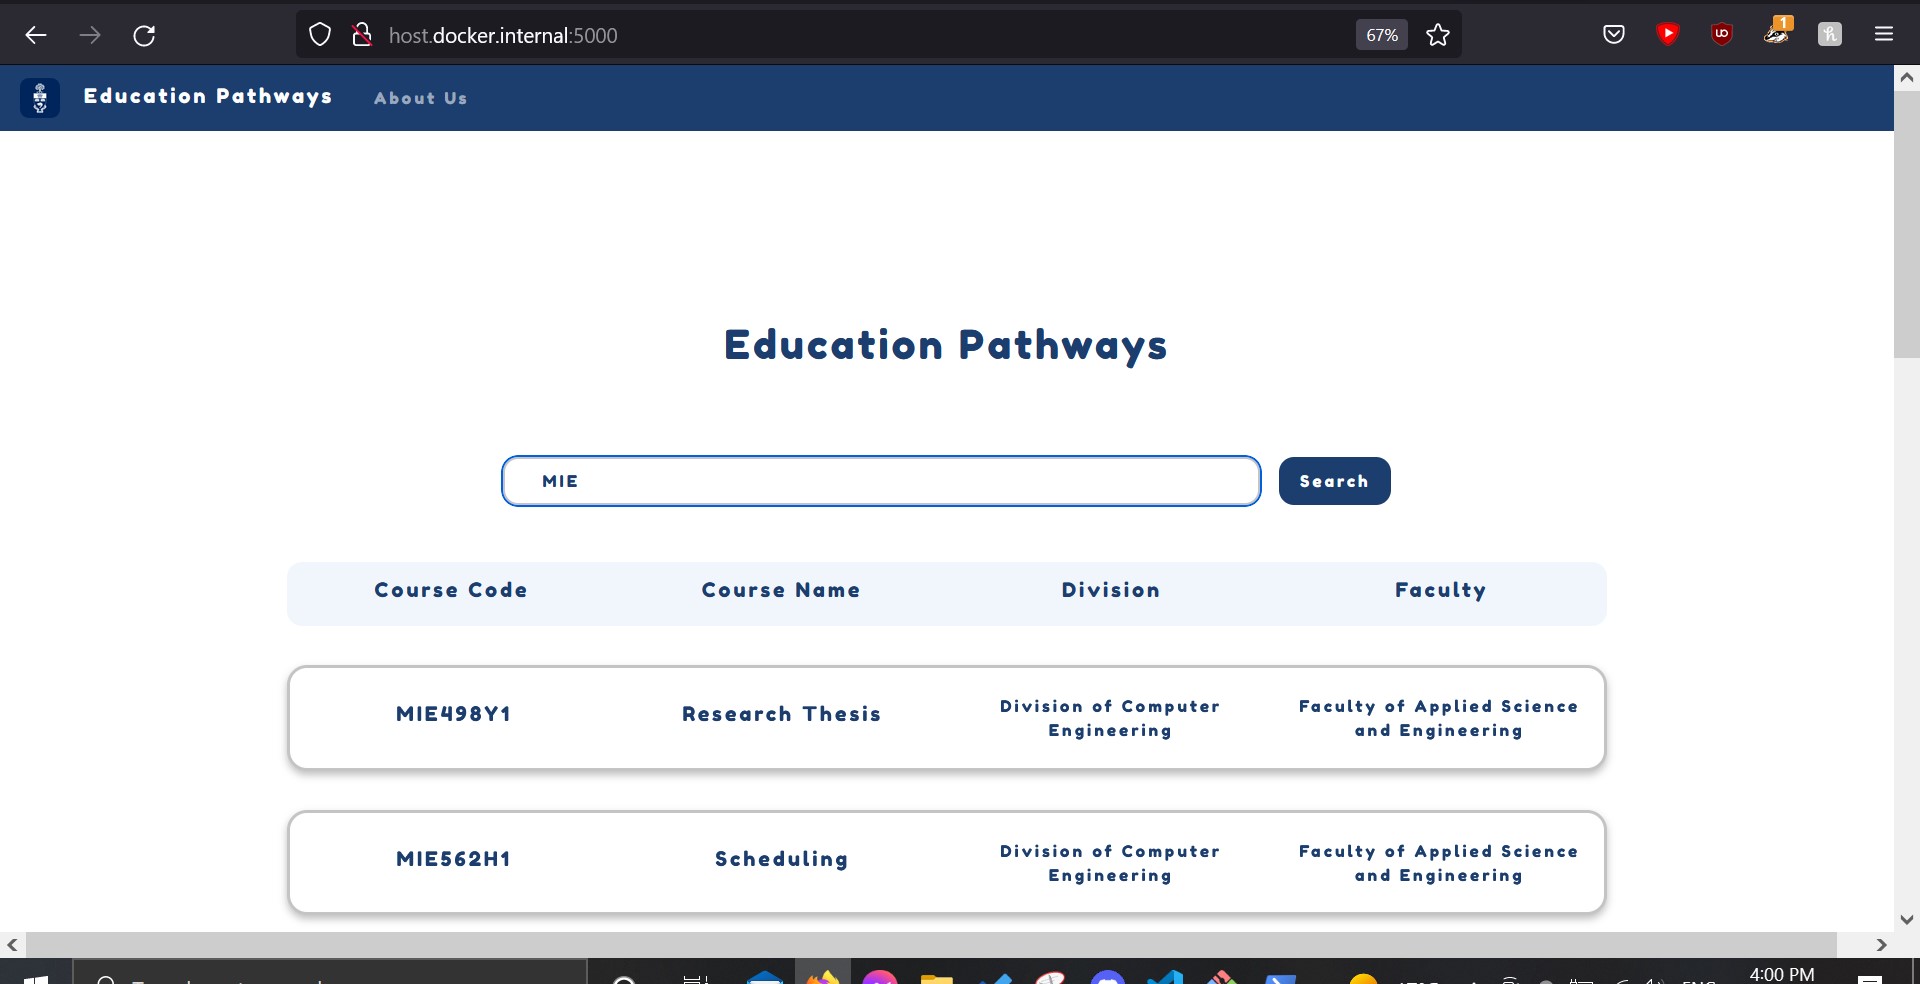 host.docker.internal:5000
67%
1
Education Pathways
About Us
Education Pathways
MIE
Search
Course Code Course Name Division Faculty
MIE498Y1 Research Thesis Division of Computer Engineering Faculty of Applied Science and Engineering
MIE562H1 Scheduling Division of Computer Engineering Faculty of Applied Science and Engineering
4:00 PM